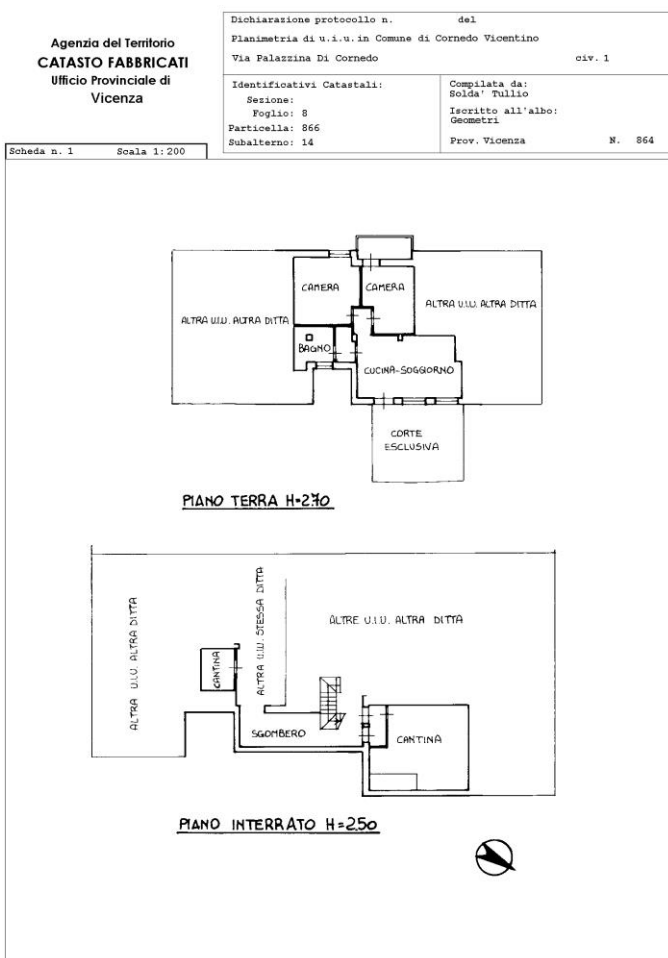 Agenzia del Territorio
CATASTO FABBRICATI
Ufficio Provinciale di
Vicenza
Dichiarazione protocollo n. del
Planimetria di u.i.u. in Comune di Cornedo Vicentino
Via Palazzina Di Cornedo civ. 1
Identificativi Catastali:
Sezione:
Foglio: 8
Particella: 866
Subalterno: 14
Compilata da:
Solda' Tullio
Iscritto all'albo:
Geometri
Prov. Vicenza N. 864
Scheda n. 1 Scala 1:200
CAMERA
CAMERA
ALTRA U.I.U. ALTRA DITTA
ALTRA U.I.U. ALTRA DITTA
BAGNO
CUCINA-SOGGIORNO
CORTE
ESCLUSIVA
PIANO TERRA H=2.70
ALTRA U.I.U. ALTRA DITTA
CANTINA
ALTRA U.I.U. STESSA DITTA
ALTRE U.I.U. ALTRA DITTA
SGOMBERO
CANTINA
PIANO INTERRATO H=2.50